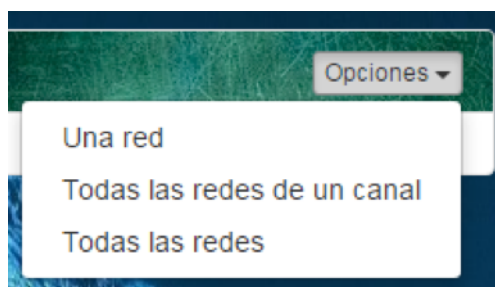 Opciones
Una red
Todas las redes de un canal
Todas las redes